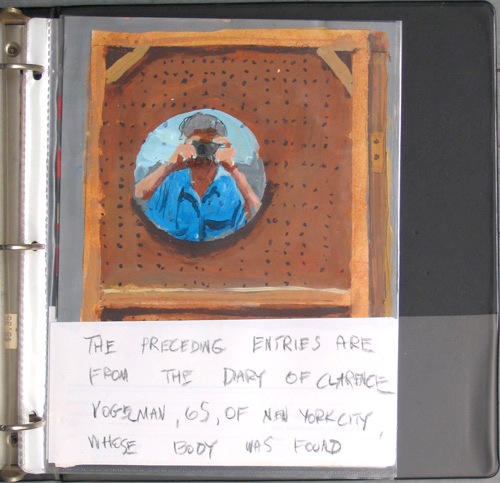 THE PRECEDING ENTRIES ARE
FROM THE DIARY OF CLARENCE
VOGELMAN, 65, OF NEW YORK CITY,
WHOSE BODY WAS FOUND